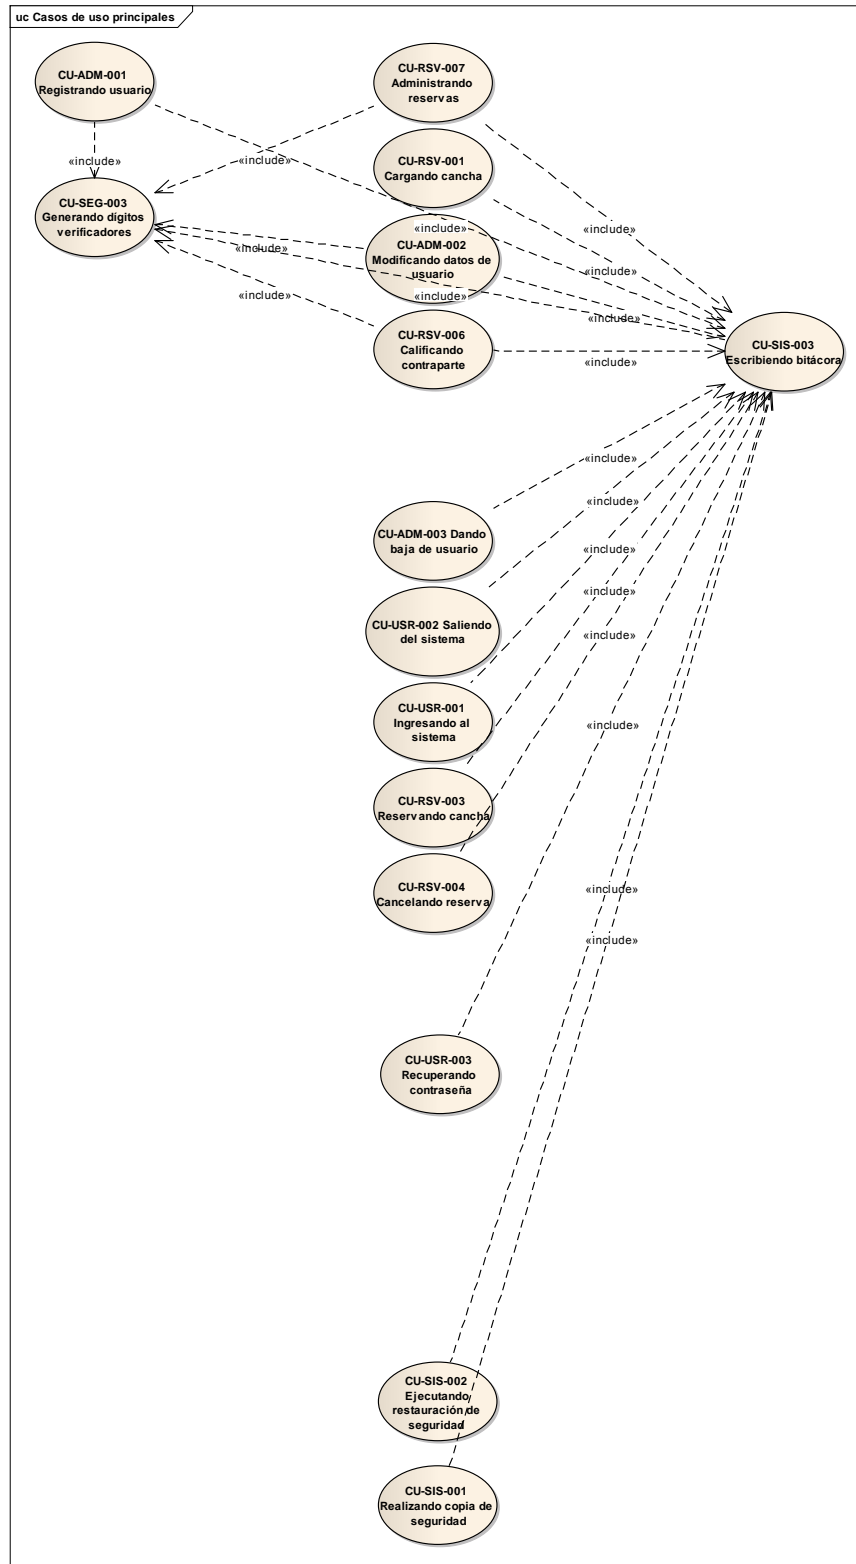 uc Casos de uso principales
CU-ADM-001
Registrando usuario
CU-RSV-007
Administrando
reservas
«include»
«include»
CU-RSV-001
Cargando cancha
CU-SEG-003
Generando dígitos
verificadores
«include»
«include»
CU-ADM-002
Modificando datos de
usuario
«include»
«include»
«include»
«include»
«include»
CU-RSV-006
Calificando
contraparte
«include»
CU-SIS-003
Escribiendo bitácora
«include»
CU-ADM-003 Dando
baja de usuario
«include»
«include»
CU-USR-002 Saliendo
del sistema
«include»
«include»
CU-USR-001
Ingresando al
sistema
«include»
CU-RSV-003
Reservando cancha
CU-RSV-004
Cancelando reserva
«include»
«include»
CU-USR-003
Recuperando
contraseña
CU-SIS-002
Ejecutando
restauración de
seguridad
CU-SIS-001
Realizando copia de
seguridad